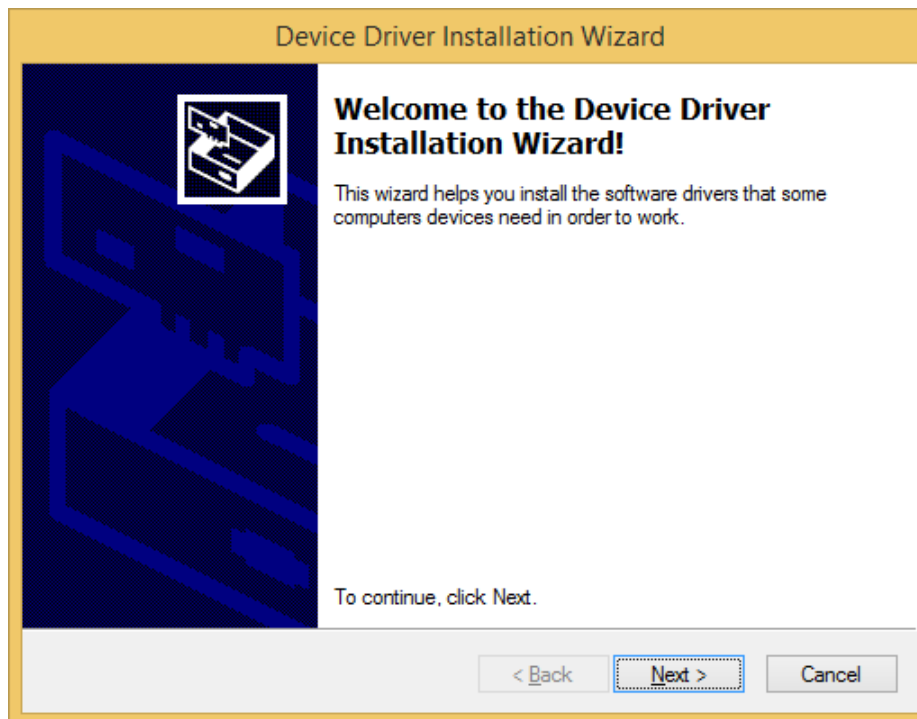 Device Driver Installation Wizard
Welcome to the Device Driver
Installation Wizard!
This wizard helps you install the software drivers that some
computers devices need in order to work.
To continue, click Next.
< Back Next > Cancel